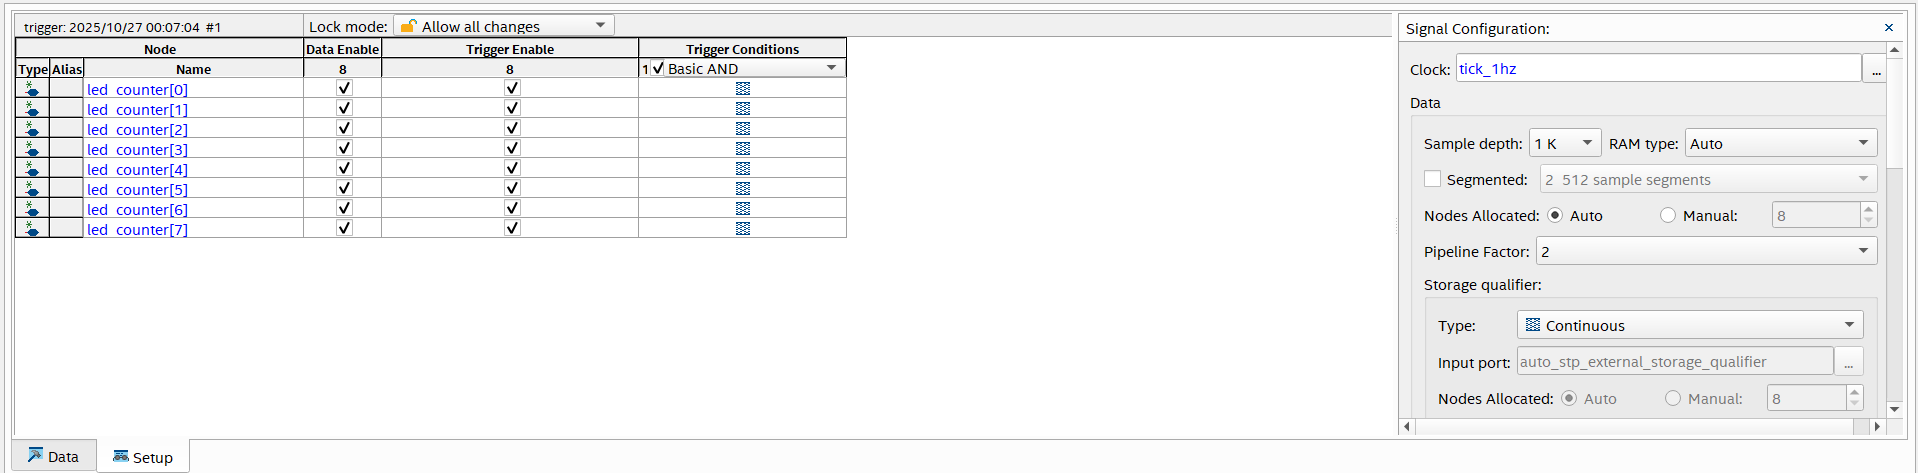 trigger: 2025/10/27 00:07:04 #1
Lock mode: Allow all changes
Node Data Enable Trigger Enable Trigger Conditions
Type Alias Name 8 8 1 Basic AND
led_counter[0]
led_counter[1]
led_counter[2]
led_counter[3]
led_counter[4]
led_counter[5]
led_counter[6]
led_counter[7]
Data Setup
Signal Configuration: ×
Clock: tick_1hz ...
Data
Sample depth: 1 K RAM type: Auto
Segmented: 2 512 sample segments
Nodes Allocated: Auto Manual: 8
Pipeline Factor: 2
Storage qualifier:
Type: Continuous
Input port: auto_stp_external_storage_qualifier ...
Nodes Allocated: Auto Manual: 8